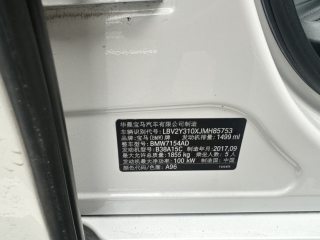 华晨宝马汽车有限公司制造
车辆识别代号: LBV2Y310XJMH85753
品牌: 宝马(BMW)牌 发动机排量: 1499 ml
整车型号: BMW7154AD
发动机型号: B38A15C 制造年月: 2017.09
最大允许总质量: 1855 kg 乘坐人数: 5人
发动机最大净功率: 100 kW 制造国: 中国
颜色代码/色漆: A96